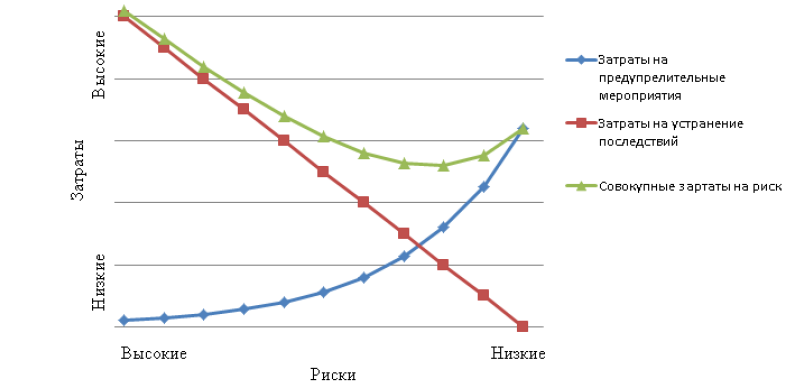 Высокие
Затраты
Низкие
Высокие
Низкие
Риски
Затраты на
предупрелительные
мероприятия
Затраты на устранение
последствий
Совокупные зартаты на риск